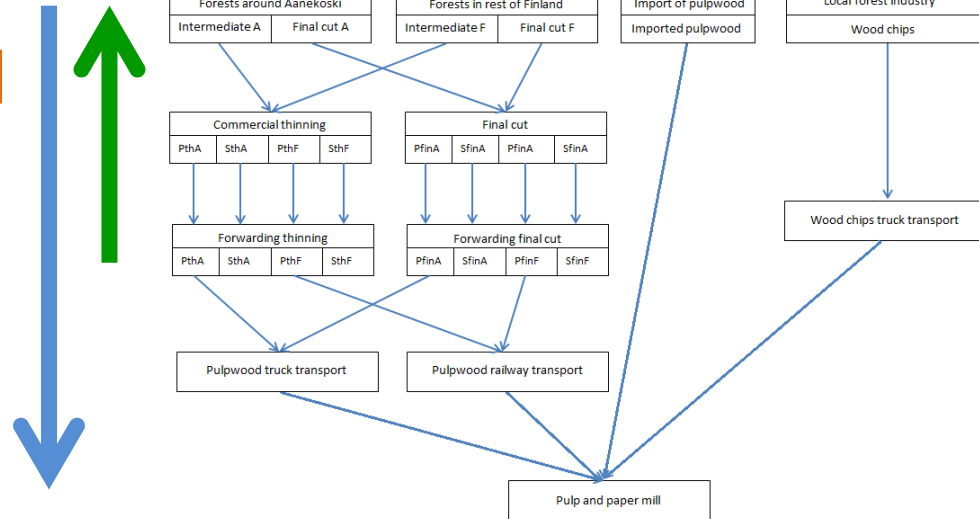 Forests around Äänekoski
Forests in rest of Finland
Import of pulpwood
Local forest industry
Intermediate A
Final cut A
Intermediate F
Final cut F
Imported pulpwood
Wood chips
Commercial thinning
Final cut
PthA
SthA
PthF
SthF
PfinA
SfinA
PfinA
SfinA
Wood chips truck transport
Forwarding thinning
Forwarding final cut
PthA
SthA
PthF
SthF
PfinA
SfinA
PfinF
SfinF
Pulpwood truck transport
Pulpwood railway transport
Pulp and paper mill